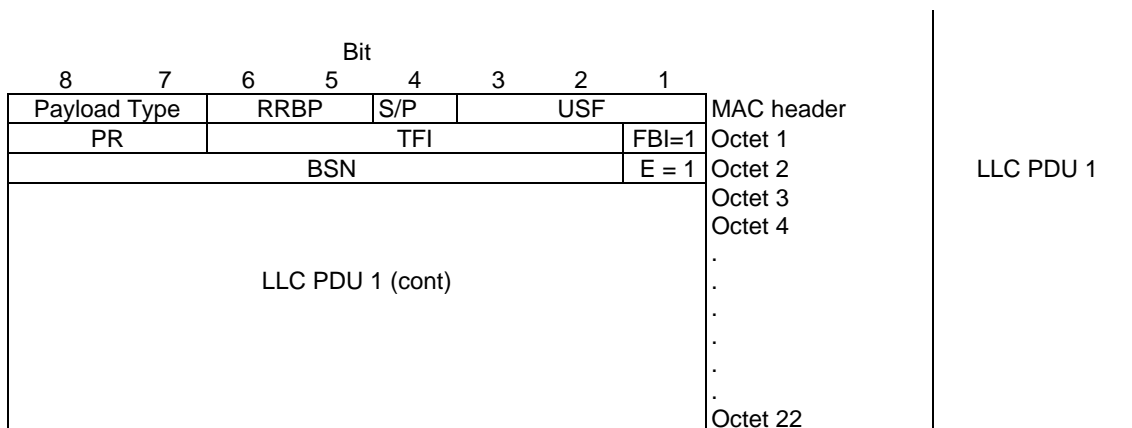 Bit
8 7 6 5 4 3 2 1
Payload Type RRBP S/P USF MAC header
PR TFI FBI=1 Octet 1
BSN E = 1 Octet 2 LLC PDU 1
Octet 3
Octet 4
.
LLC PDU 1 (cont) .
.
.
.
.
Octet 22